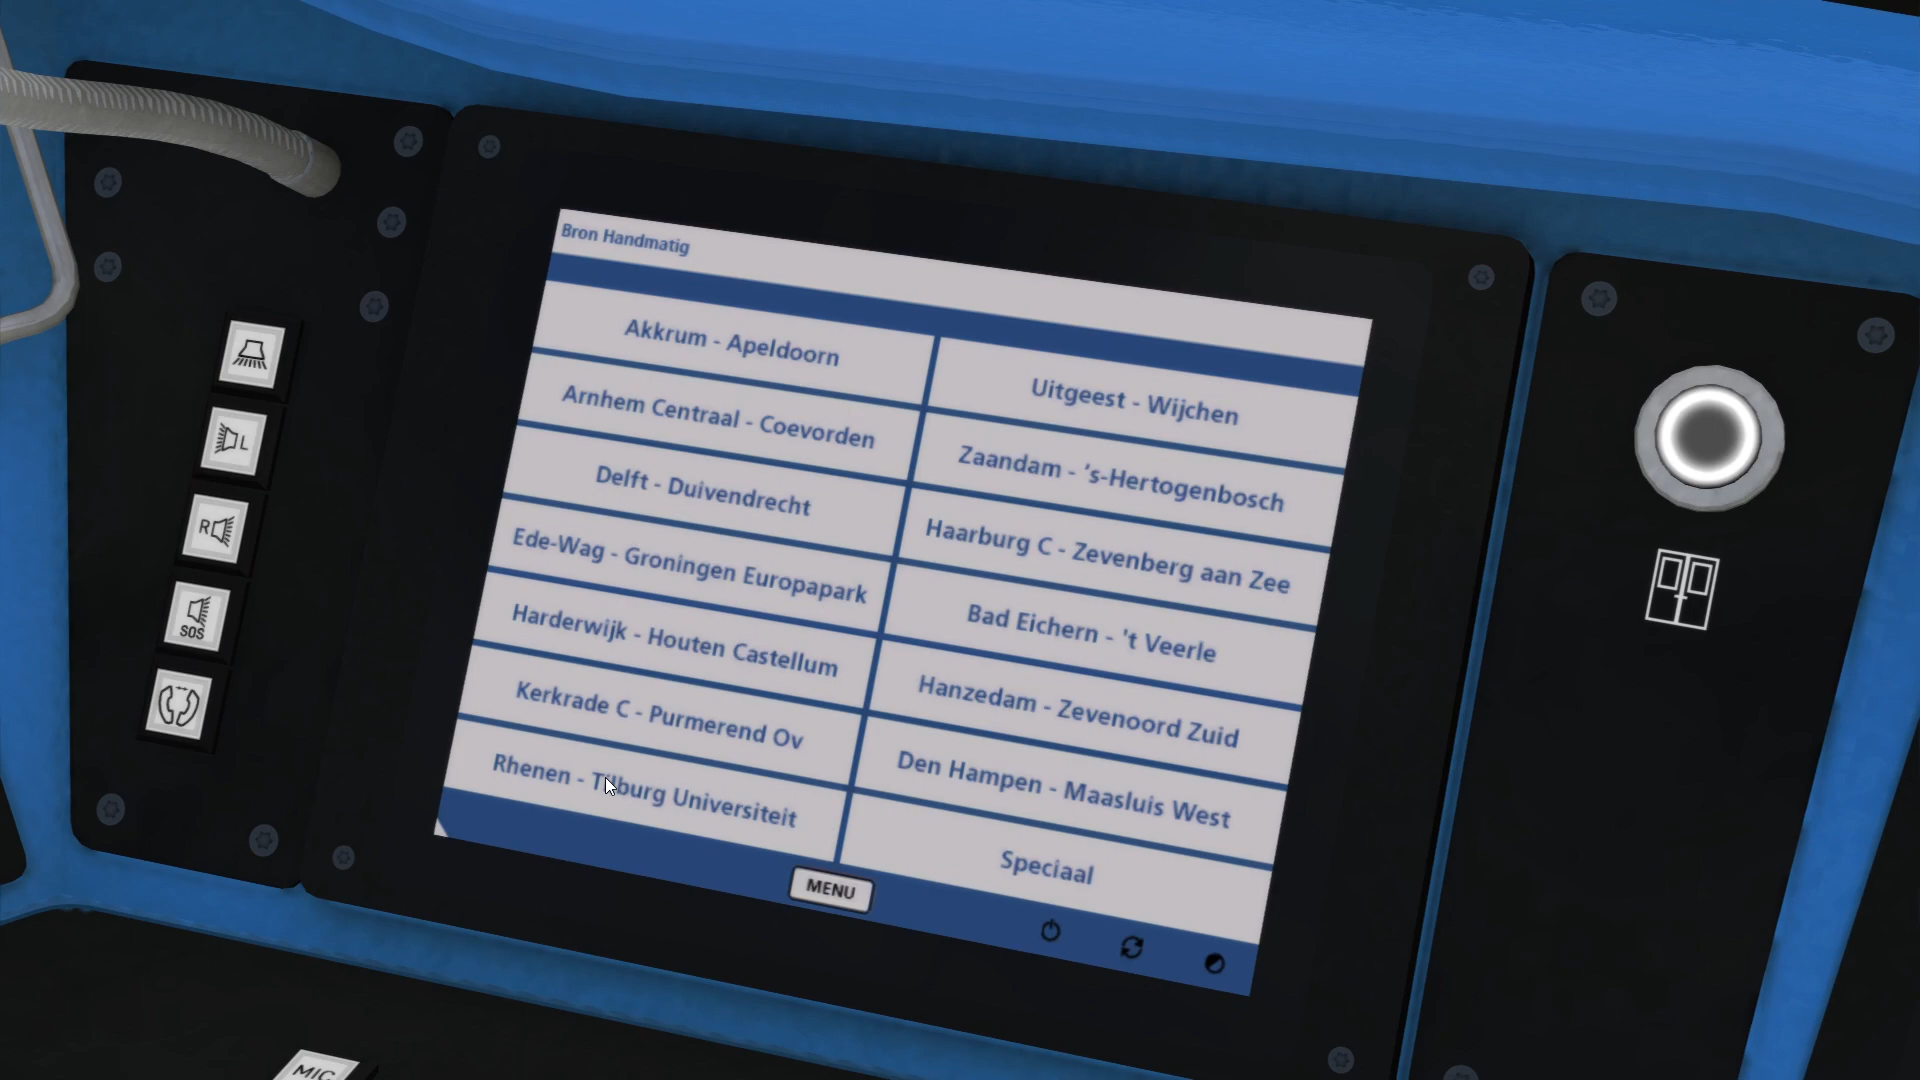 Bron Handmatig
Akkrum - Apeldoorn
Arnhem Centraal - Coevorden
Delft - Duivendrecht
Ede-Wag - Groningen Europapark
Harderwijk - Houten Castellum
Kerkrade C - Purmerend Ov
Rhenen - Tilburg Universiteit
Uitgeest - Wijchen
Zaandam - 's-Hertogenbosch
Haarburg C - Zevenberg aan Zee
Bad Eichern - 't Veerle
Hanzedam - Zevenoord Zuid
Den Hampen - Maasluis West
Speciaal
MENU
L
R
SOS
MIC